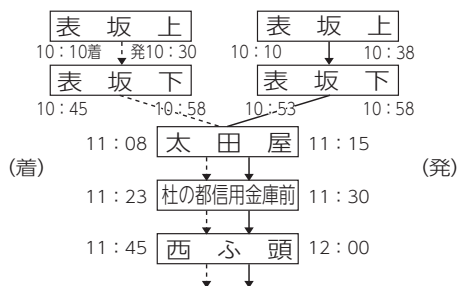 表坂上 表坂上
10：10着 発10：30 10：10 10：38
表坂下 表坂下
10：45 10：58 10：53 10：58
11：08 太田屋 11：15
(着) (発)
11：23 杜の都信用金庫前 11：30
11：45 西ふ頭 12：00